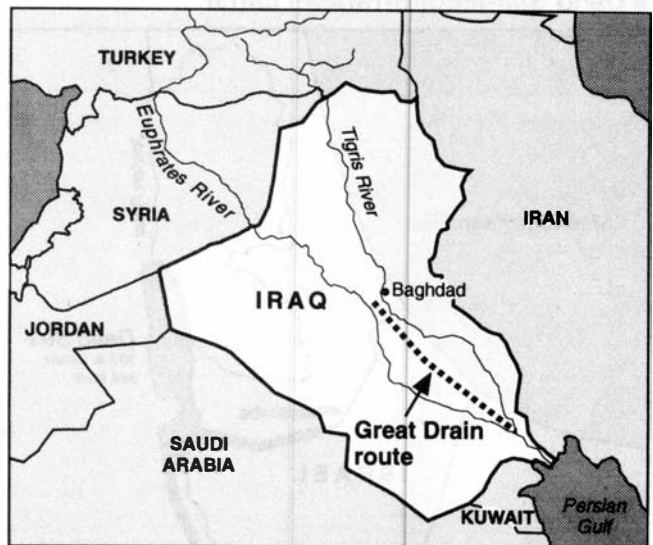 TURKEY
Euphrates River
Tigris River
SYRIA
IRAN
Baghdad
IRAQ
JORDAN
Great Drain
route
SAUDI
ARABIA
KUWAIT
Persian
Gulf